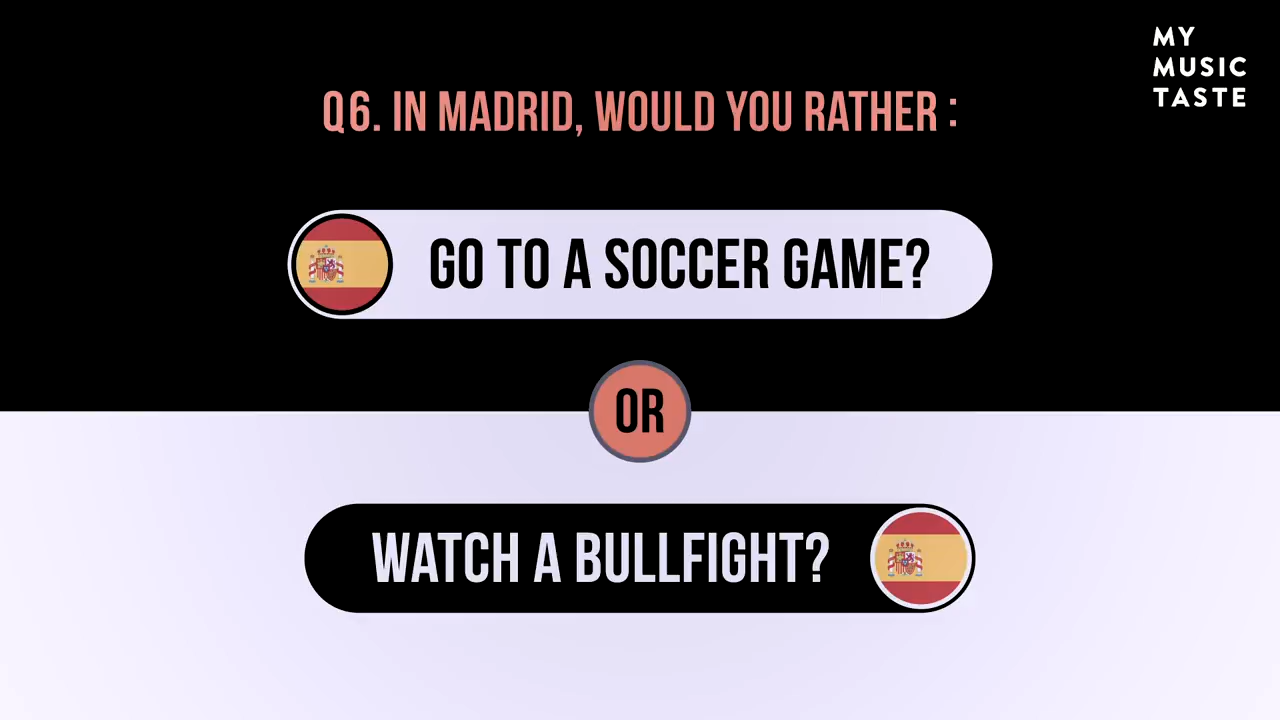 MY
MUSIC
TASTE
Q6. IN MADRID, WOULD YOU RATHER :
GO TO A SOCCER GAME?
OR
WATCH A BULLFIGHT?